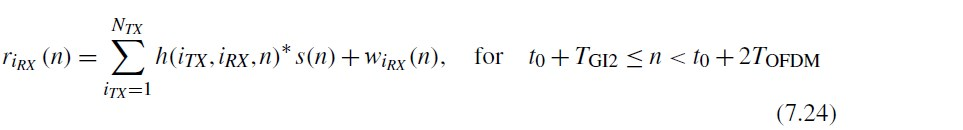 r_{i_{RX}}(n) = \sum_{i_{TX}=1}^{N_{TX}} h(i_{TX}, i_{RX}, n)^* s(n) + w_{i_{RX}}(n), for t_0 + T_{GI2} ≤ n < t_0 + 2T_{OFDM}
(7.24)